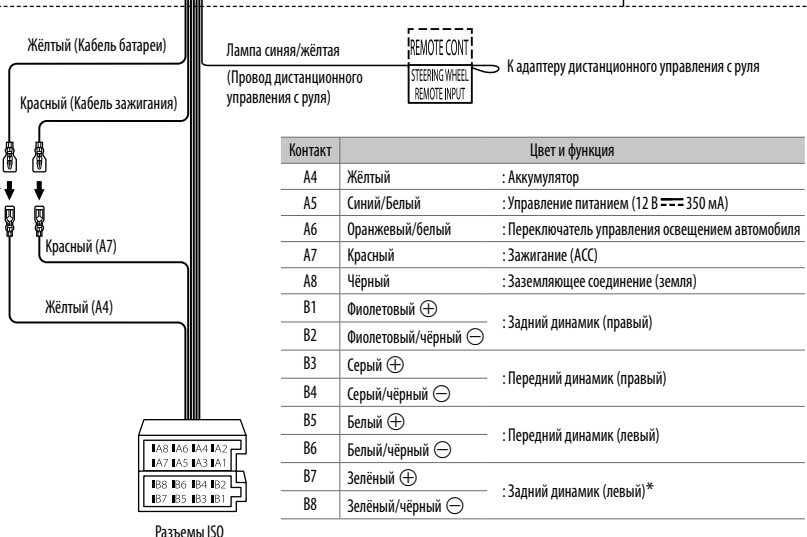 Жёлтый (Кабель батареи)
Красный (Кабель зажигания)
Лампа синяя/жёлтая
(Провод дистанционного
управления с руля)
REMOTE CONT
STEERING WHEEL
REMOTE INPUT
К адаптеру дистанционного управления с руля
Красный (A7)
Жёлтый (A4)
Контакт Цвет и функция
A4 Жёлтый : Аккумулятор
A5 Синий/Белый : Управление питанием (12 В ⎓ 350 мА)
A6 Оранжевый/белый : Переключатель управления освещением автомобиля
A7 Красный : Зажигание (ACC)
A8 Чёрный : Заземляющее соединение (земля)
B1 Фиолетовый ⊕
: Задний динамик (правый)
B2 Фиолетовый/чёрный ⊖
B3 Серый ⊕
: Передний динамик (правый)
B4 Серый/чёрный ⊖
B5 Белый ⊕
: Передний динамик (левый)
B6 Белый/чёрный ⊖
B7 Зелёный ⊕
: Задний динамик (левый)*
B8 Зелёный/чёрный ⊖
A8 A6 A4 A2
A7 A5 A3 A1
B8 B6 B4 B2
B7 B5 B3 B1
Разъемы ISO